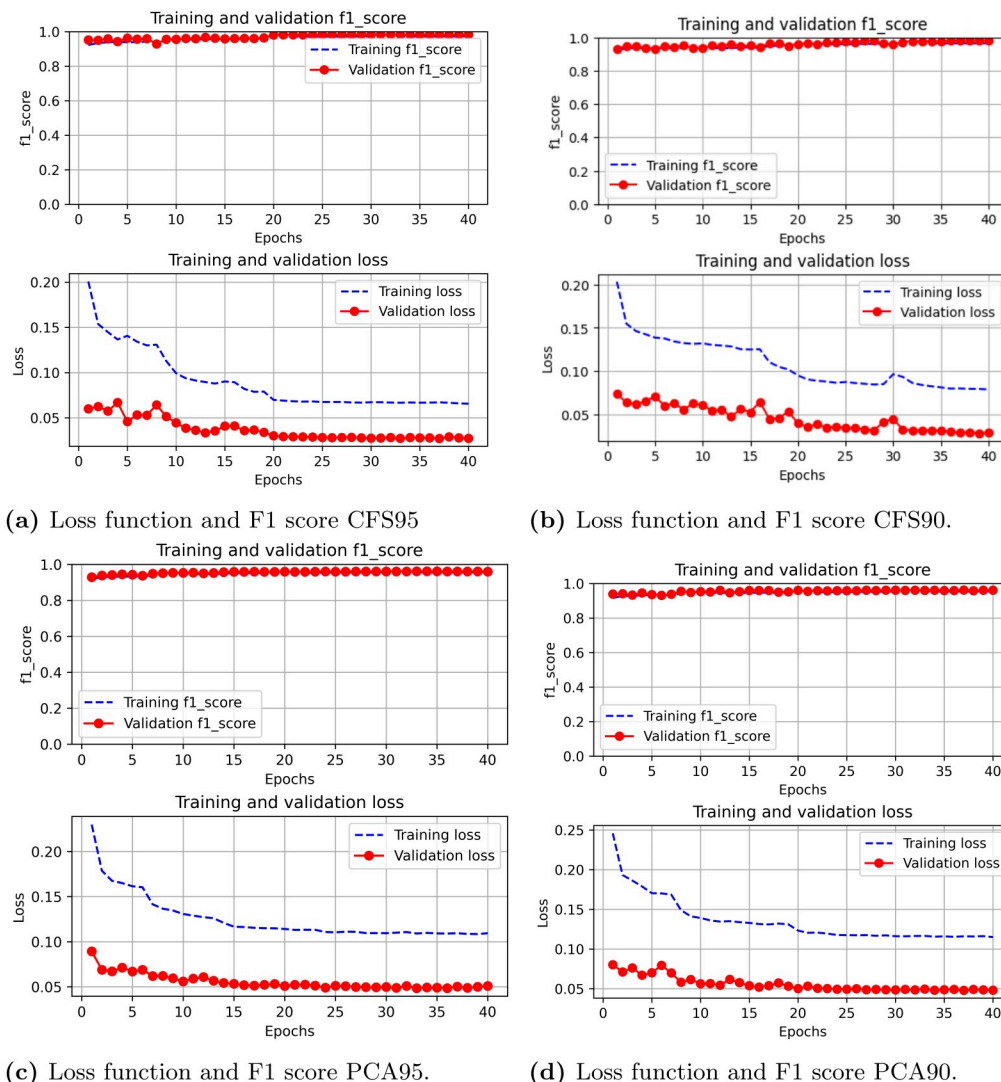 Training and validation f1_score
1.0
0.8
0.6
0.4
0.2
0.0
f1_score
Training f1_score
Validation f1_score
0 5 10 15 20 25 30 35 40
Epochs
Training and validation loss
0.20
0.15
0.10
0.05
Loss
Training loss
Validation loss
0 5 10 15 20 25 30 35 40
Epochs
(a) Loss function and F1 score CFS95
Training and validation f1_score
1.0
0.8
0.6
0.4
0.2
0.0
f1_score
Training f1_score
Validation f1_score
0 5 10 15 20 25 30 35 40
Epochs
Training and validation loss
0.20
0.15
0.10
0.05
Loss
Training loss
Validation loss
0 5 10 15 20 25 30 35 40
Epochs
(b) Loss function and F1 score CFS90.
Training and validation f1_score
1.0
0.8
0.6
0.4
0.2
0.0
f1_score
Training f1_score
Validation f1_score
0 5 10 15 20 25 30 35 40
Epochs
Training and validation loss
0.20
0.15
0.10
0.05
Loss
Training loss
Validation loss
0 5 10 15 20 25 30 35 40
Epochs
(c) Loss function and F1 score PCA95.
Training and validation f1_score
1.0
0.8
0.6
0.4
0.2
0.0
f1_score
Training f1_score
Validation f1_score
0 5 10 15 20 25 30 35 40
Epochs
Training and validation loss
0.25
0.20
0.15
0.10
0.05
Loss
Training loss
Validation loss
0 5 10 15 20 25 30 35 40
Epochs
(d) Loss function and F1 score PCA90.